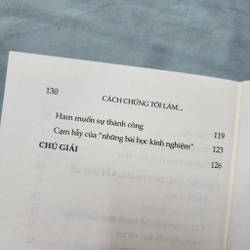 130
CÁCH CHÚNG TÔI LÀM...
Ham muốn sự thành công 119
Cạm bẫy của "những bài học kinh nghiệm" 123
CHÚ GIẢI 126